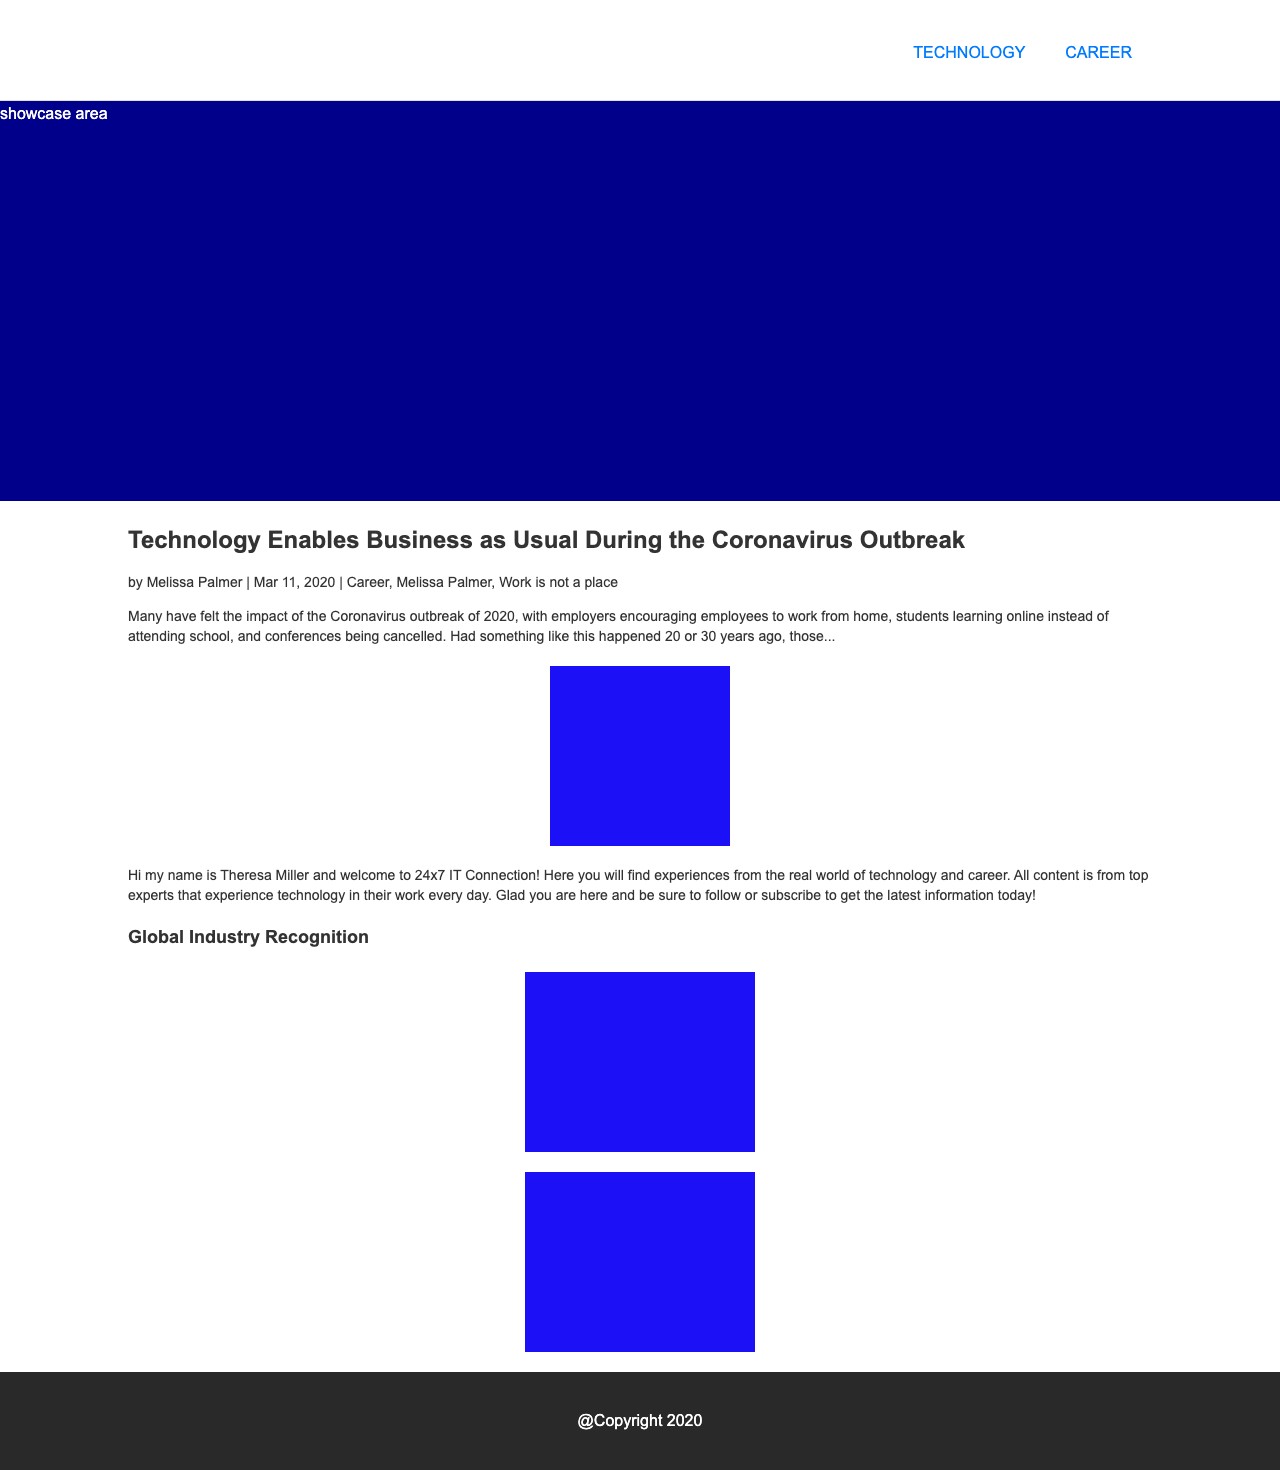 TECHNOLOGY CAREER
showcase area
Technology Enables Business as Usual During the Coronavirus Outbreak
by Melissa Palmer | Mar 11, 2020 | Career, Melissa Palmer, Work is not a place
Many have felt the impact of the Coronavirus outbreak of 2020, with employers encouraging employees to work from home, students learning online instead of
attending school, and conferences being cancelled. Had something like this happened 20 or 30 years ago, those...
Hi my name is Theresa Miller and welcome to 24x7 IT Connection! Here you will find experiences from the real world of technology and career. All content is from top
experts that experience technology in their work every day. Glad you are here and be sure to follow or subscribe to get the latest information today!
Global Industry Recognition
@Copyright 2020